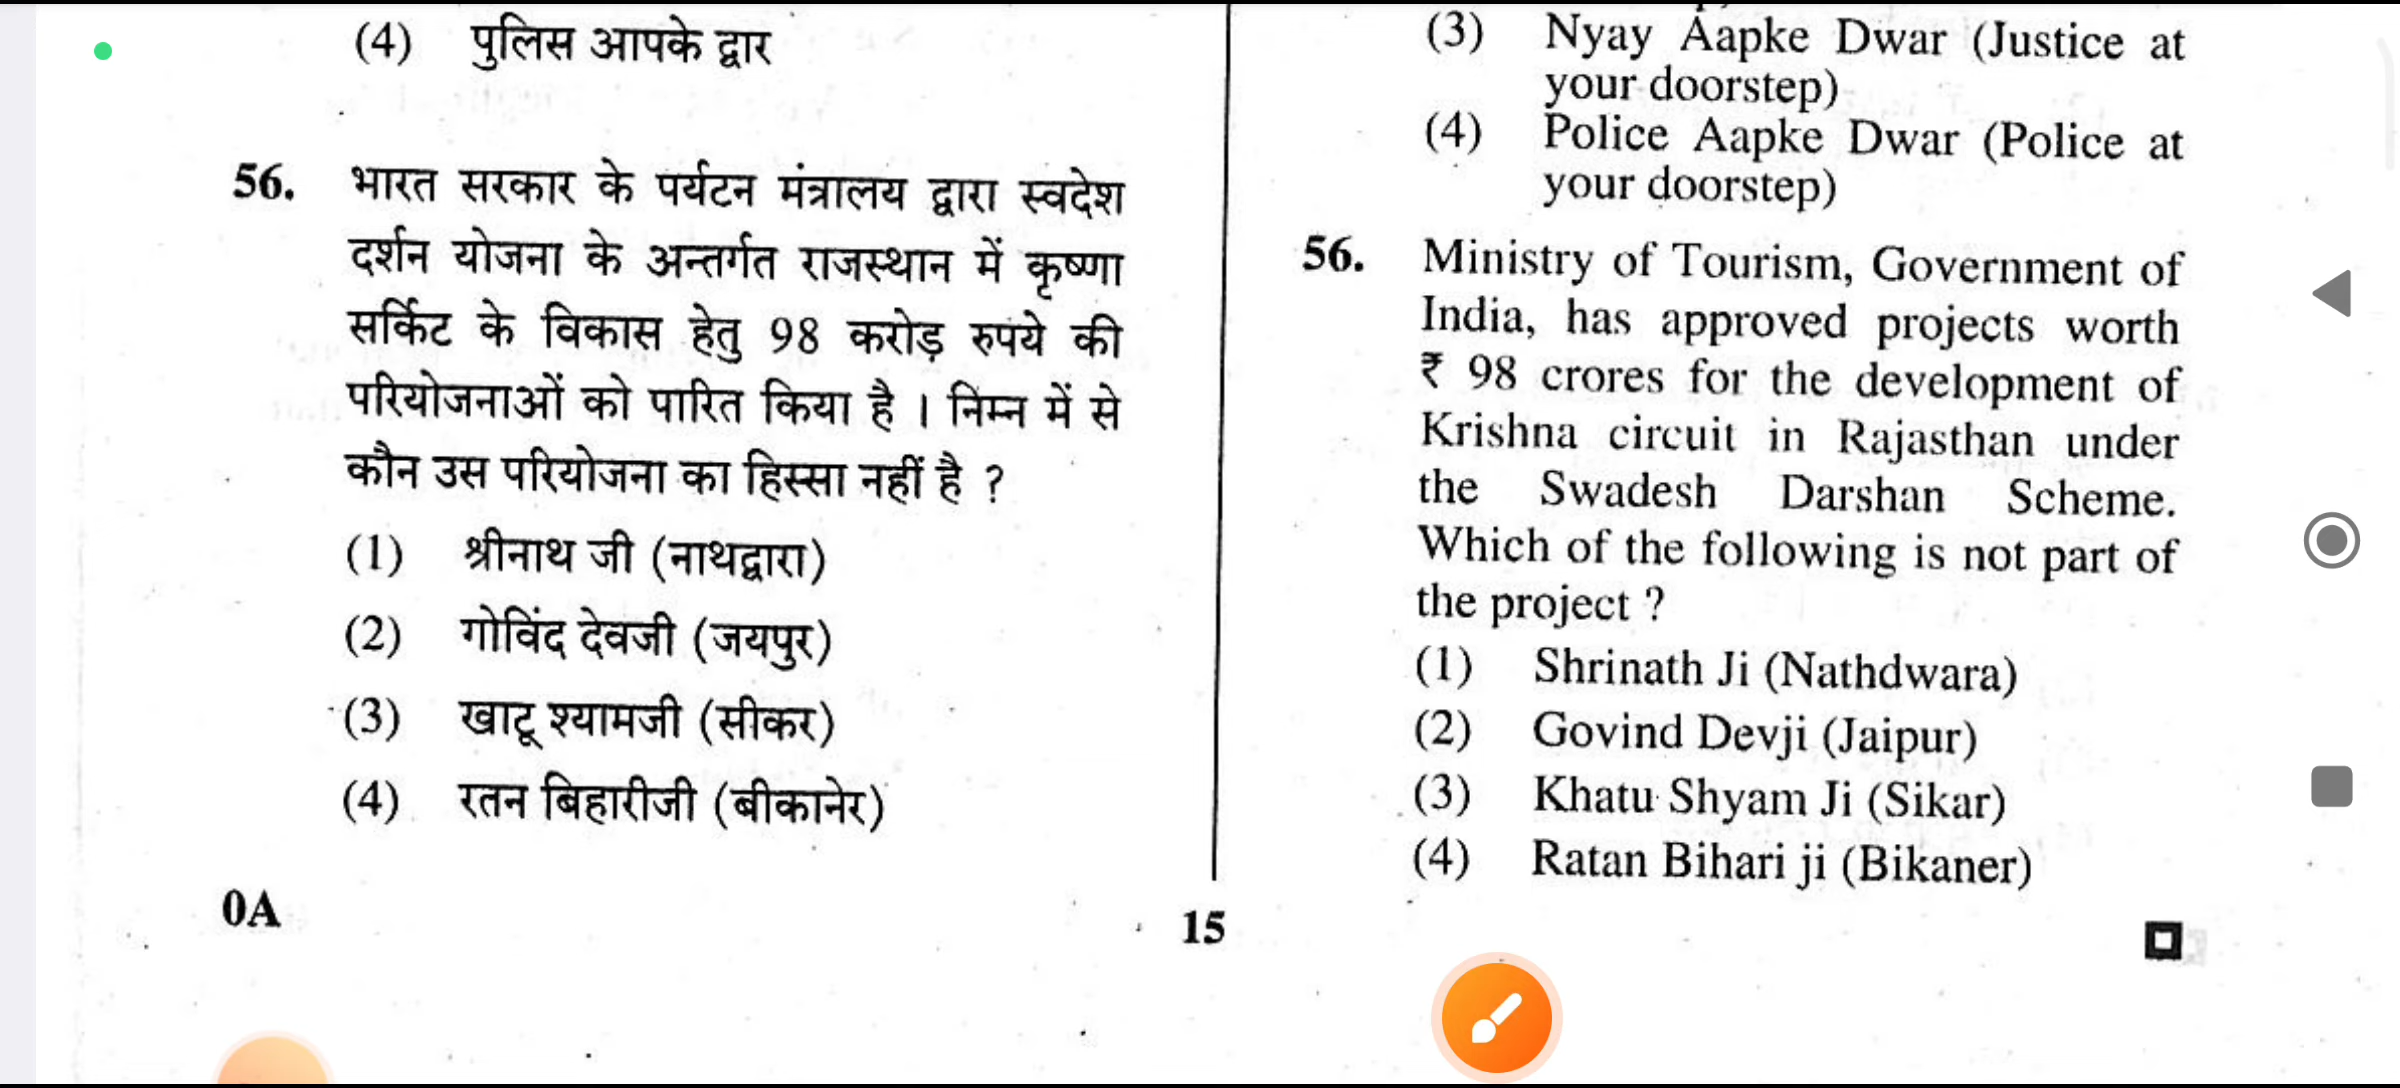 (4) पुलिस आपके द्वार
56. भारत सरकार के पर्यटन मंत्रालय द्वारा स्वदेश
दर्शन योजना के अन्तर्गत राजस्थान में कृष्णा
सर्किट के विकास हेतु 98 करोड़ रुपये की
परियोजनाओं को पारित किया है । निम्न में से
कौन उस परियोजना का हिस्सा नहीं है ?
(1) श्रीनाथ जी (नाथद्वारा)
(2) गोविंद देवजी (जयपुर)
(3) खाटू श्यामजी (सीकर)
(4) रतन बिहारीजी (बीकानेर)
(3) Nyay Aapke Dwar (Justice at
your doorstep)
(4) Police Aapke Dwar (Police at
your doorstep)
56. Ministry of Tourism, Government of
India, has approved projects worth
₹ 98 crores for the development of
Krishna circuit in Rajasthan under
the Swadesh Darshan Scheme.
Which of the following is not part of
the project ?
(1) Shrinath Ji (Nathdwara)
(2) Govind Devji (Jaipur)
(3) Khatu Shyam Ji (Sikar)
(4) Ratan Bihari ji (Bikaner)
0A
15